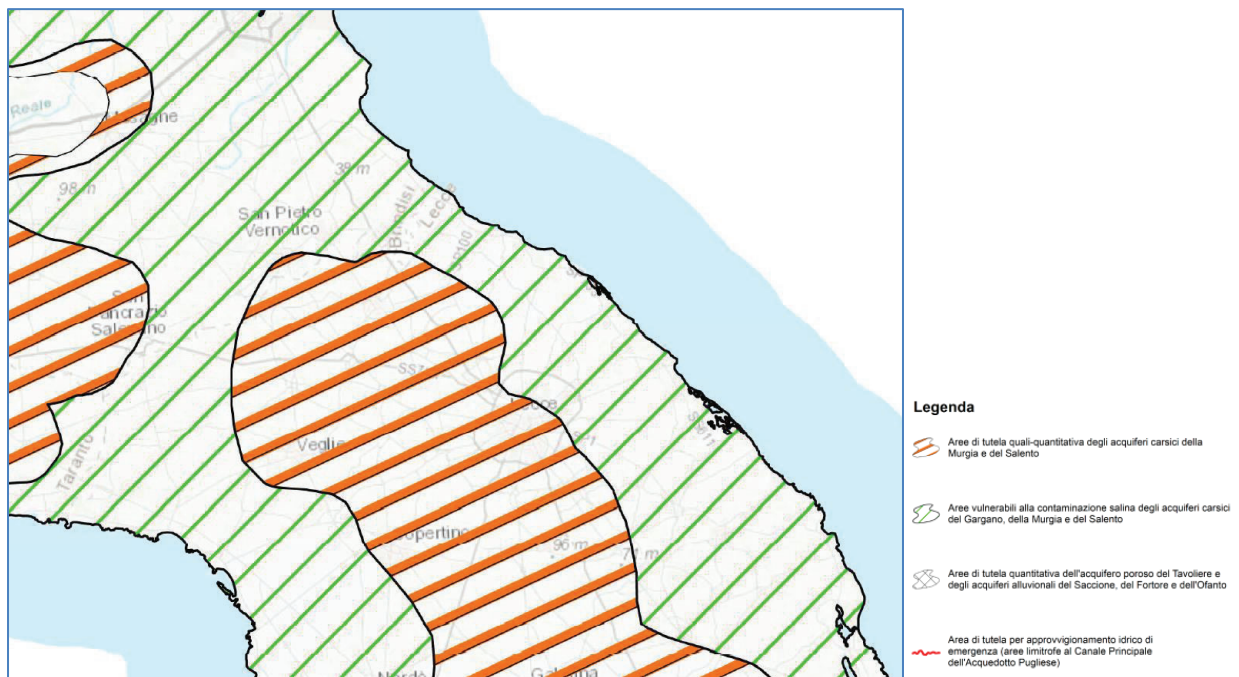 Reale
98 m
38 m
San Pietro
Vernotico
Brindisi
Lecce
SP100
San
Salentino
Lecce
Veglie
Taranto
Copertino
96 m
71 m
Nardò
Legenda
Aree di tutela quali-quantitativa degli acquiferi carsici della
Murgia e del Salento
Aree vulnerabili alla contaminazione salina degli acquiferi carsici
del Gargano, della Murgia e del Salento
Aree di tutela quantitativa dell'acquifero poroso del Tavoliere e
degli acquiferi alluvionali del Saccione, del Fortore e dell'Ofanto
Area di tutela per approvvigionamento idrico di
emergenza (aree limitrofe al Canale Principale
dell'Acquedotto Pugliese)